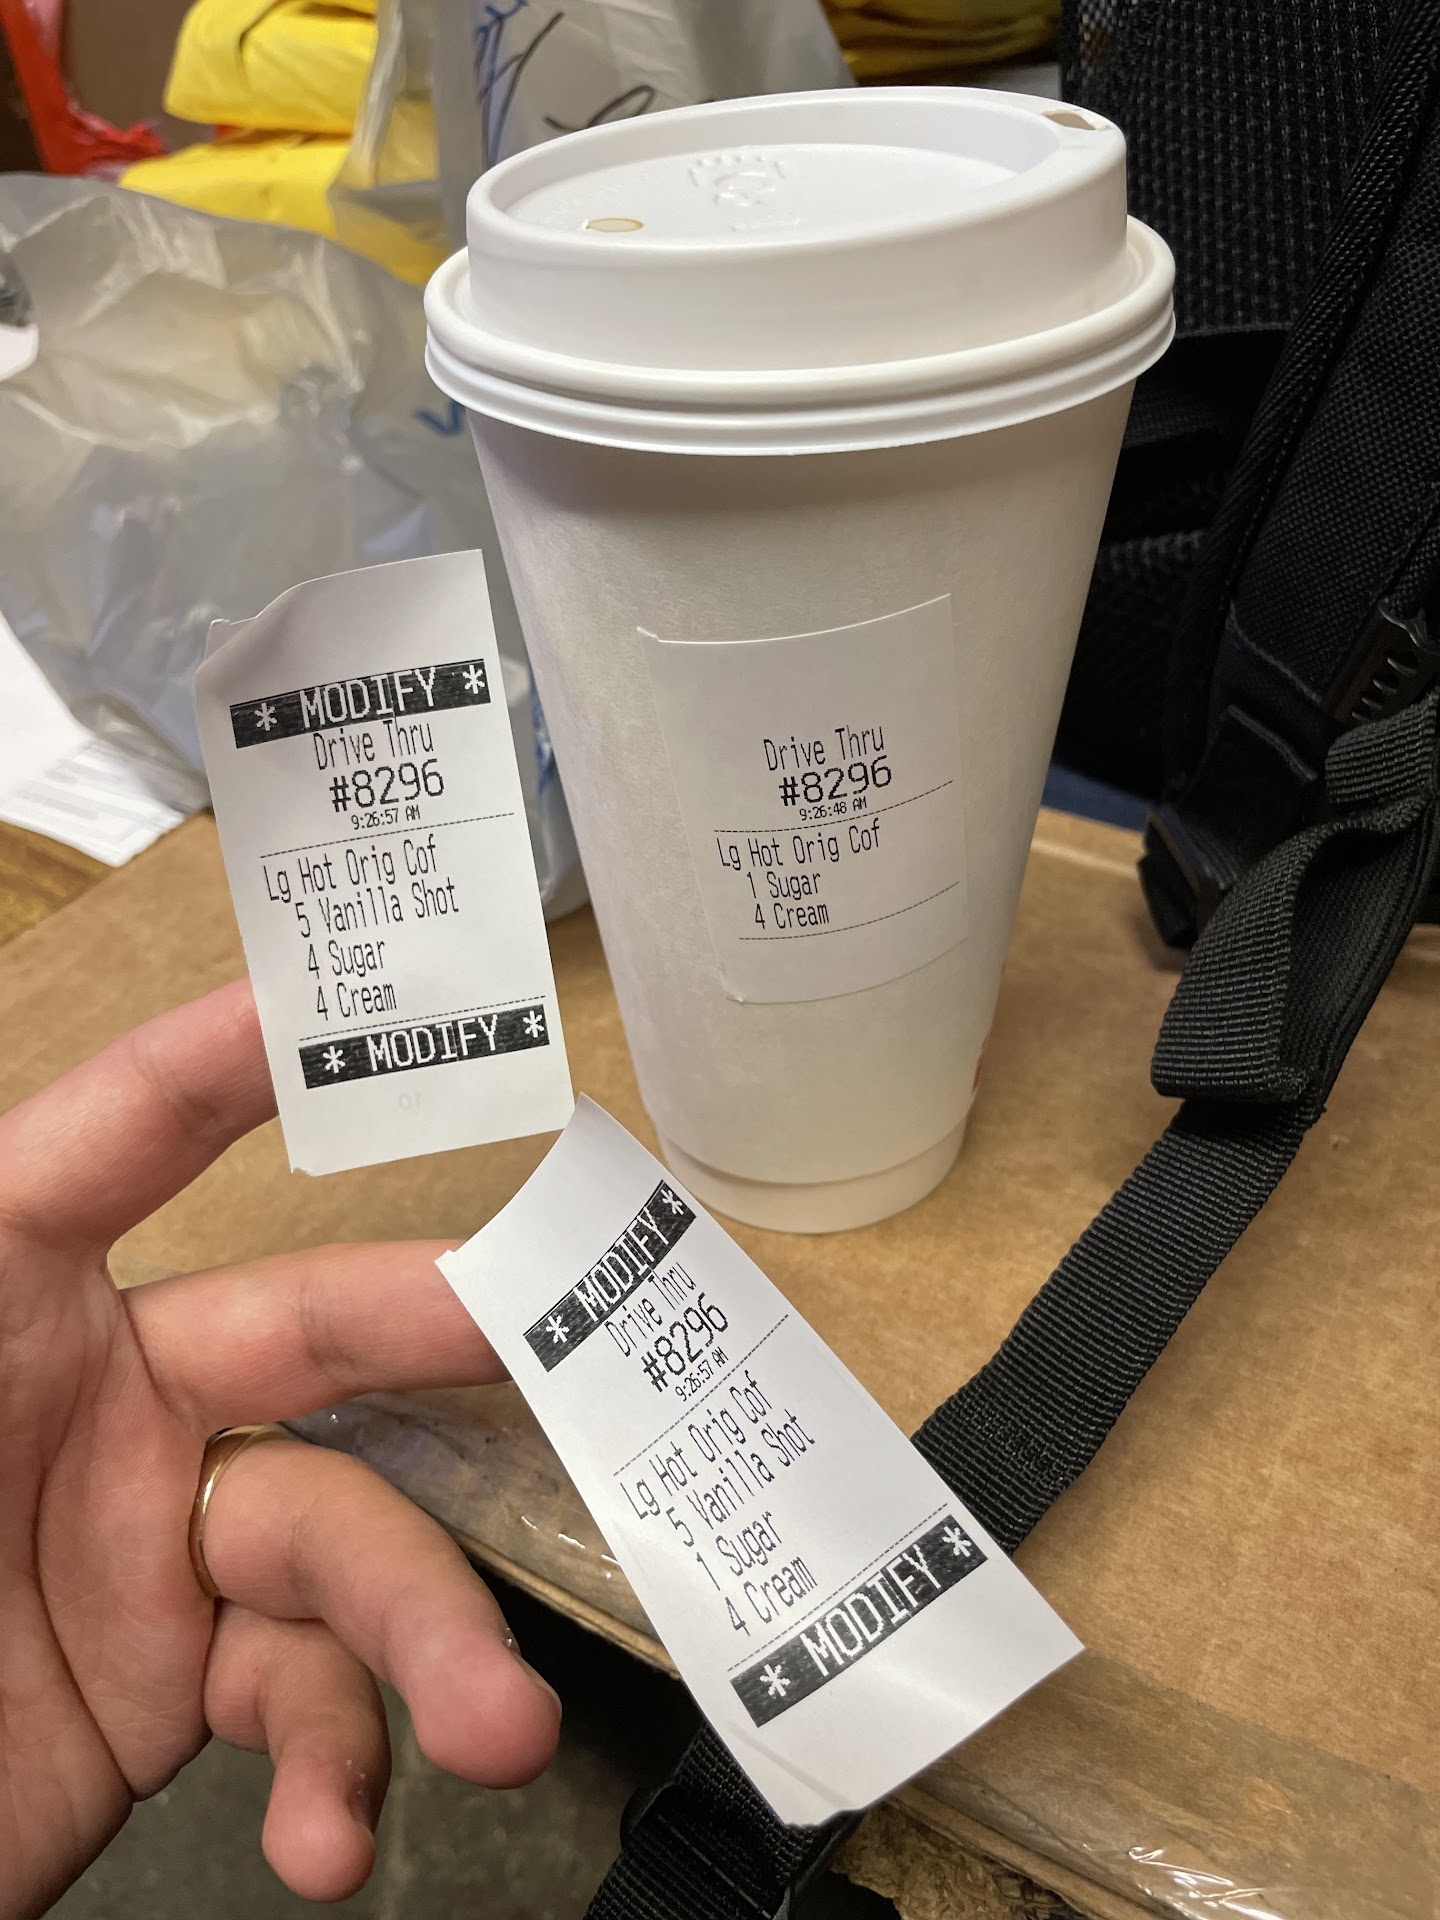 * MODIFY *
Drive Thru
#8296
9:26:57 AM
Lg Hot Orig Cof
5 Vanilla Shot
4 Sugar
4 Cream
* MODIFY *
Drive Thru
#8296
9:26:48 AM
Lg Hot Orig Cof
1 Sugar
4 Cream
* MODIFY *
Drive Thru
#8296
9:26:57 AM
Lg Hot Orig Cof
5 Vanilla Shot
1 Sugar
4 Cream
* MODIFY *